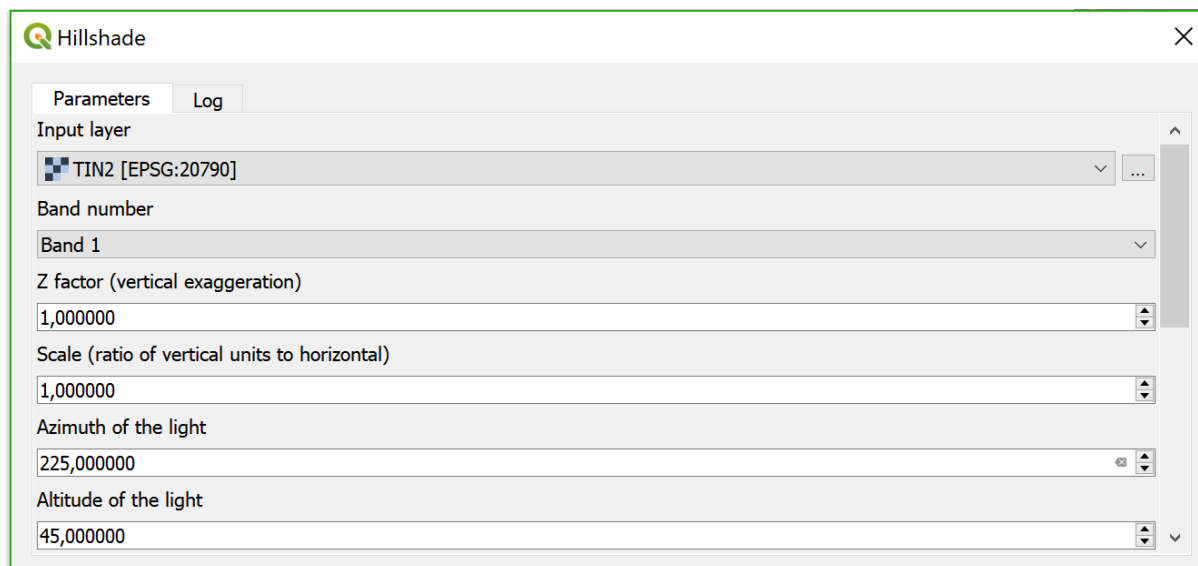 Hillshade
Parameters Log
Input layer
TIN2 [EPSG:20790]
...
Band number
Band 1
Z factor (vertical exaggeration)
1,000000
Scale (ratio of vertical units to horizontal)
1,000000
Azimuth of the light
225,000000
Altitude of the light
45,000000